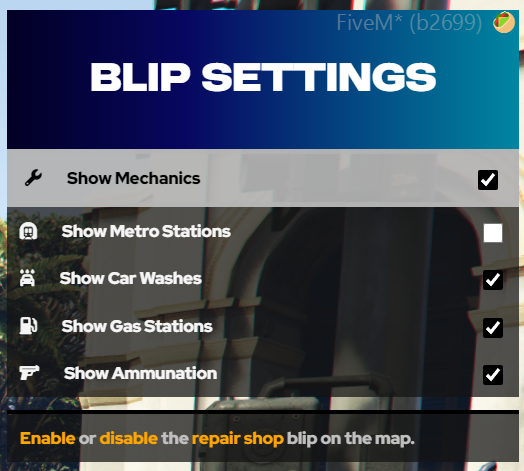 FiveM* (b2699)
BLIP SETTINGS
Show Mechanics
Show Metro Stations
Show Car Washes
Show Gas Stations
Show Ammunation
Enable or disable the repair shop blip on the map.